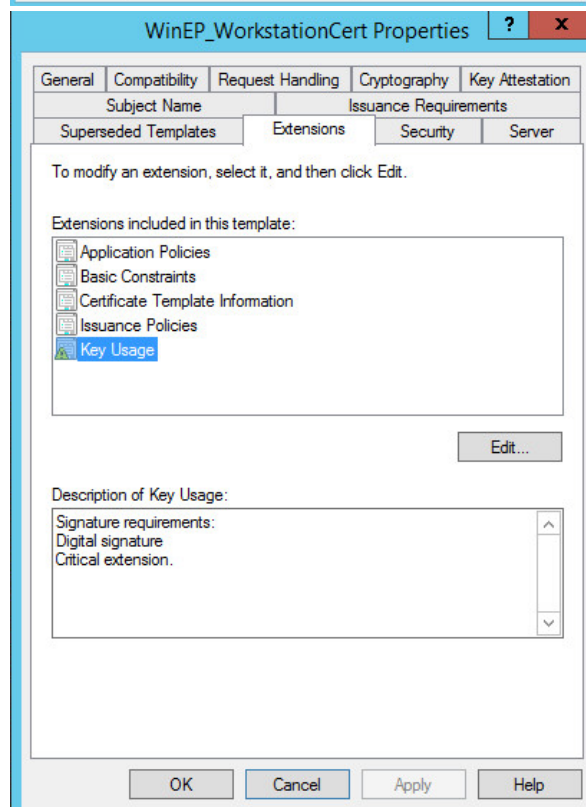 WinEP_WorkstationCert Properties
?
x
General
Compatibility
Request Handling
Cryptography
Key Attestation
Subject Name
Issuance Requirements
Superseded Templates
Extensions
Security
Server
To modify an extension, select it, and then click Edit.
Extensions included in this template:
Application Policies
Basic Constraints
Certificate Template Information
Issuance Policies
Key Usage
Edit...
Description of Key Usage:
Signature requirements:
Digital signature
Critical extension.
OK
Cancel
Apply
Help